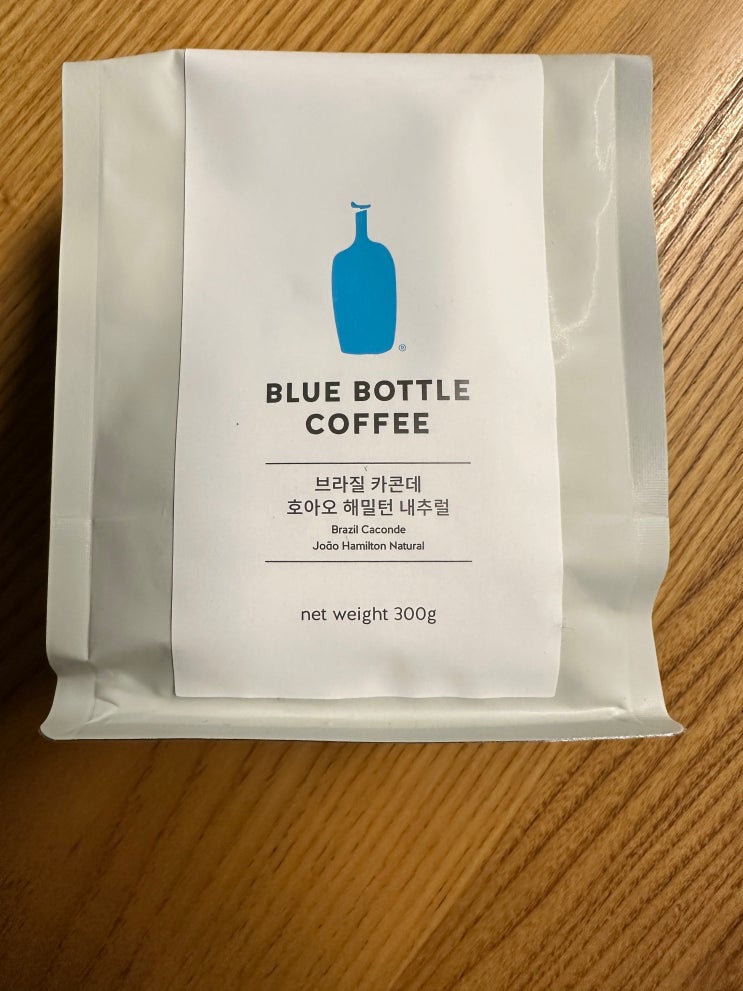 BLUE BOTTLE
COFFEE
브라질 카콘데
호아오 해밀턴 내추럴
Brazil Caconde
João Hamilton Natural
net weight 300g